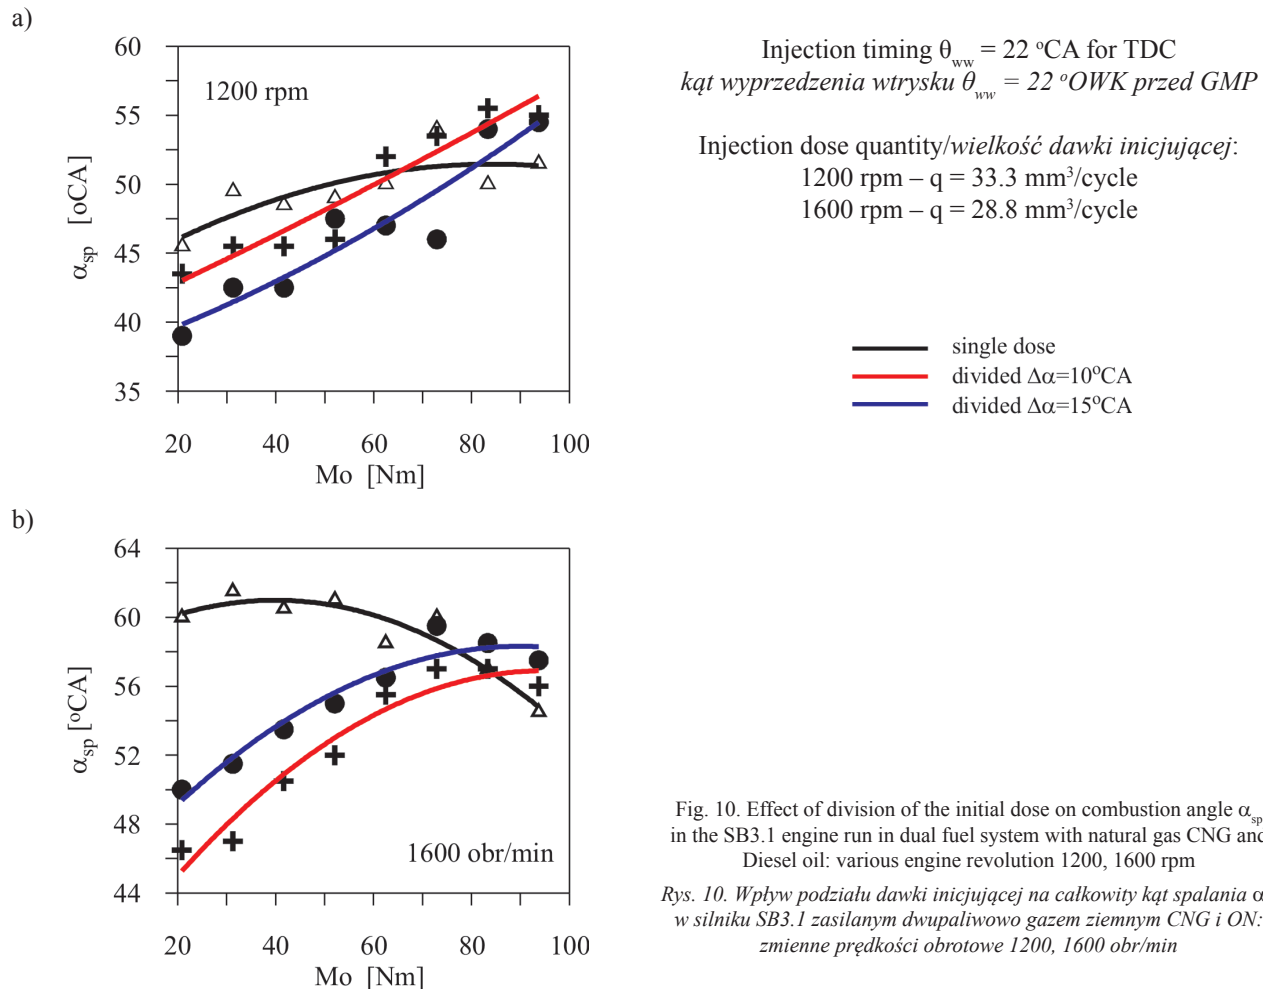 a)
60
55
50
45
40
35
1200 rpm
α_sp [oCA]
20 40 60 80 100
Mo [Nm]
Injection timing θ_ww = 22 ᵒCA for TDC
kąt wyprzedzenia wtrysku θ_ww = 22 ᵒOWK przed GMP
Injection dose quantity/wielkość dawki inicjującej:
1200 rpm – q = 33.3 mm³/cycle
1600 rpm – q = 28.8 mm³/cycle
single dose
divided Δα=10ᵒCA
divided Δα=15ᵒCA
b)
64
60
56
52
48
44
1600 obr/min
α_sp [ᵒCA]
20 40 60 80 100
Mo [Nm]
Fig. 10. Effect of division of the initial dose on combustion angle α_sp
in the SB3.1 engine run in dual fuel system with natural gas CNG and
Diesel oil: various engine revolution 1200, 1600 rpm
Rys. 10. Wpływ podziału dawki inicjującej na całkowity kąt spalania α
w silniku SB3.1 zasilanym dwupaliwowo gazem ziemnym CNG i ON:
zmienne prędkości obrotowe 1200, 1600 obr/min